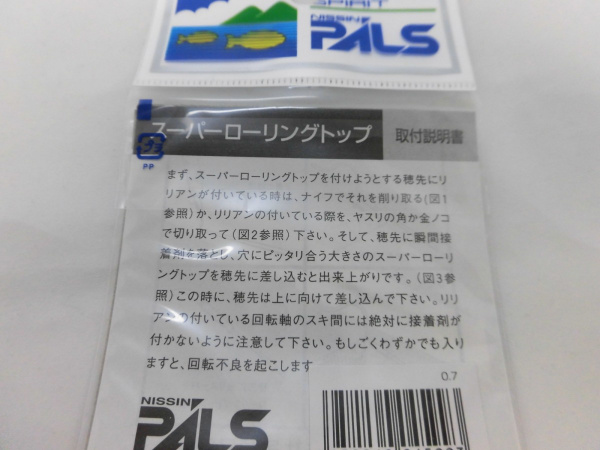 SPIRIT
NISSIN
PALS
スーパーローリングトップ 取付説明書
プラ
PP
まず、スーパーローリングトップを付けようとする穂先にリ
リアンが付いている時は、ナイフでそれを削り取る(図1
参照)か、リリアンの付いている際を、ヤスリの角か金ノコ
で切り取って(図2参照)下さい。そして、穂先に瞬間接
着剤を落とし、穴にピッタリ合う大きさのスーパーローリ
ングトップを穂先に差し込むと出来上がりです。(図3参
照)この時に、穂先は上に向けて差し込んで下さい。リリ
アンの付いている回転軸のスキ間には絶対に接着剤が
付かないように注意して下さい。もしごくわずかでも入り
ますと、回転不良を起こします
0.7
NISSIN
PALS